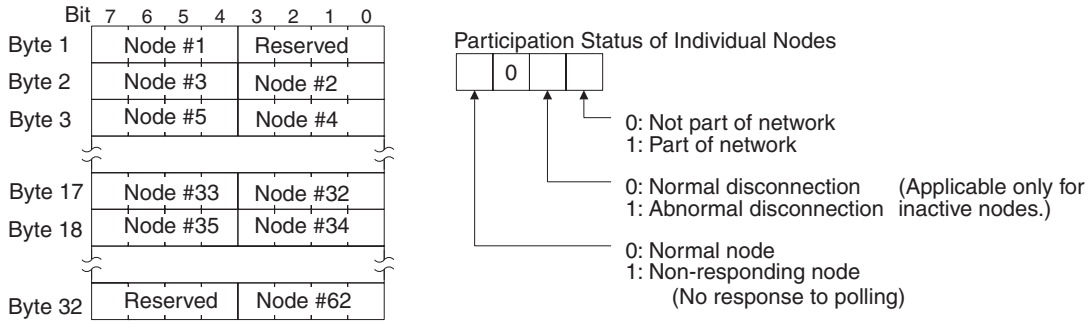 Bit 7 6 5 4 3 2 1 0
Byte 1 Node #1 Reserved
Byte 2 Node #3 Node #2
Byte 3 Node #5 Node #4
Byte 17 Node #33 Node #32
Byte 18 Node #35 Node #34
Byte 32 Reserved Node #62
Participation Status of Individual Nodes
0
0: Not part of network
1: Part of network
0: Normal disconnection (Applicable only for
1: Abnormal disconnection inactive nodes.)
0: Normal node
1: Non-responding node
(No response to polling)